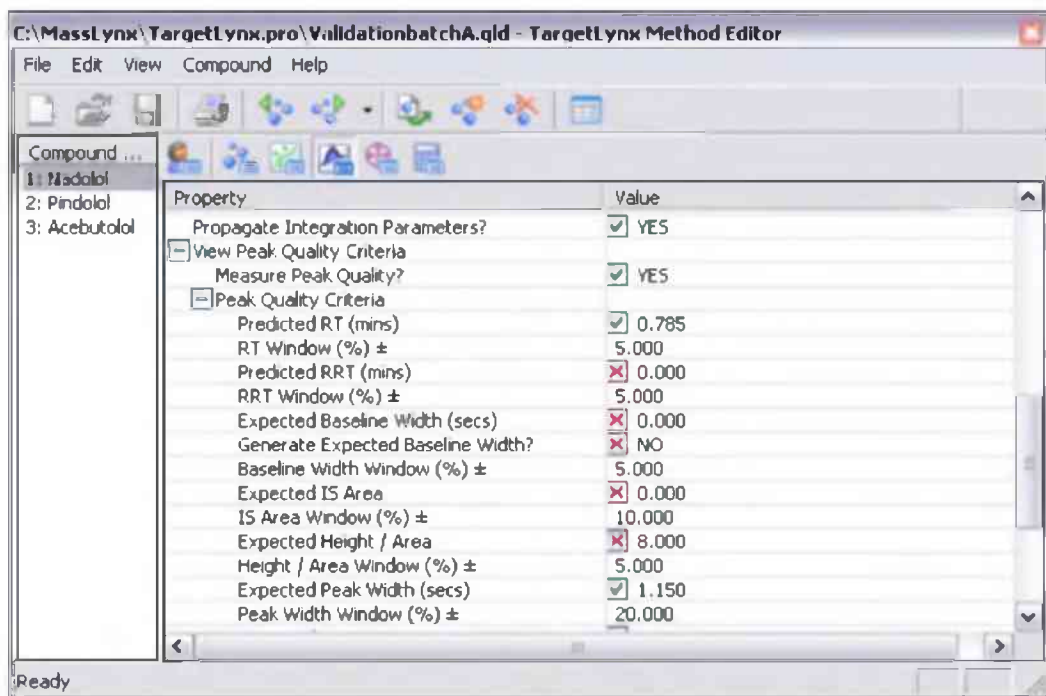 C:\MassLynx\TargetLynx.pro\ValidationbatchA.qld - TargetLynx Method Editor
File Edit View Compound Help
Compound ...
1: Nadolol
2: Pindolol
3: Acebutolol
Property Value
Propagate Integration Parameters? YES
View Peak Quality Criteria
Measure Peak Quality? YES
Peak Quality Criteria
Predicted RT (mins) 0.785
RT Window (%) ± 5.000
Predicted RRT (mins) 0.000
RRT Window (%) ± 5.000
Expected Baseline Width (secs) 0.000
Generate Expected Baseline Width? NO
Baseline Width Window (%) ± 5.000
Expected IS Area 0.000
IS Area Window (%) ± 10.000
Expected Height / Area 8.000
Height / Area Window (%) ± 5.000
Expected Peak Width (secs) 1.150
Peak Width Window (%) ± 20.000
Ready